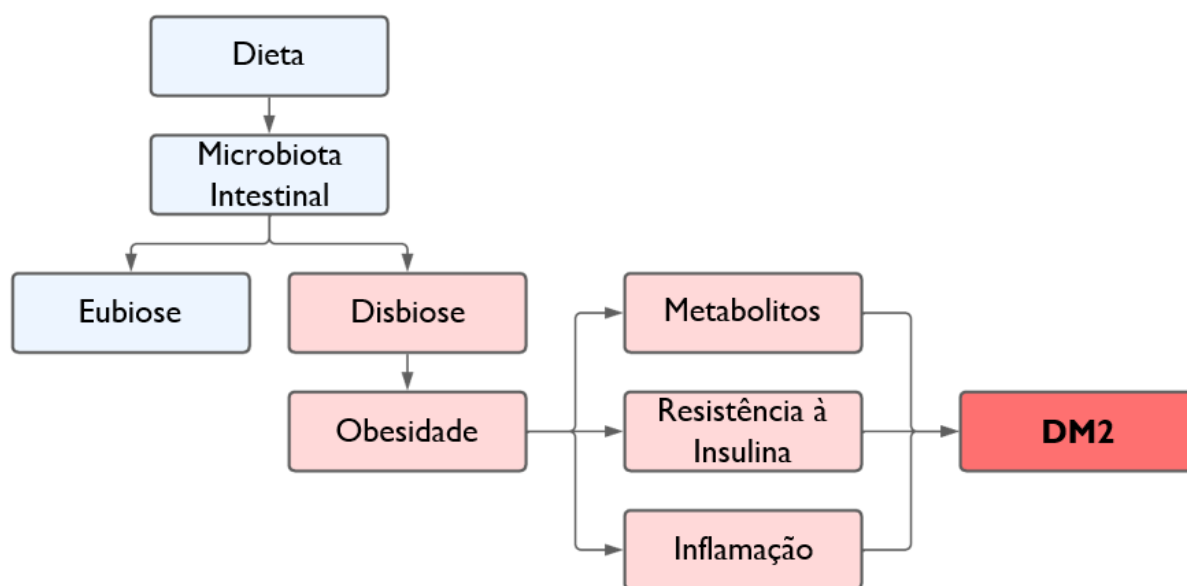 Dieta
Microbiota
Intestinal
Eubiose
Disbiose
Metabolitos
Obesidade
Resistência à
Insulina
DM2
Inflamação